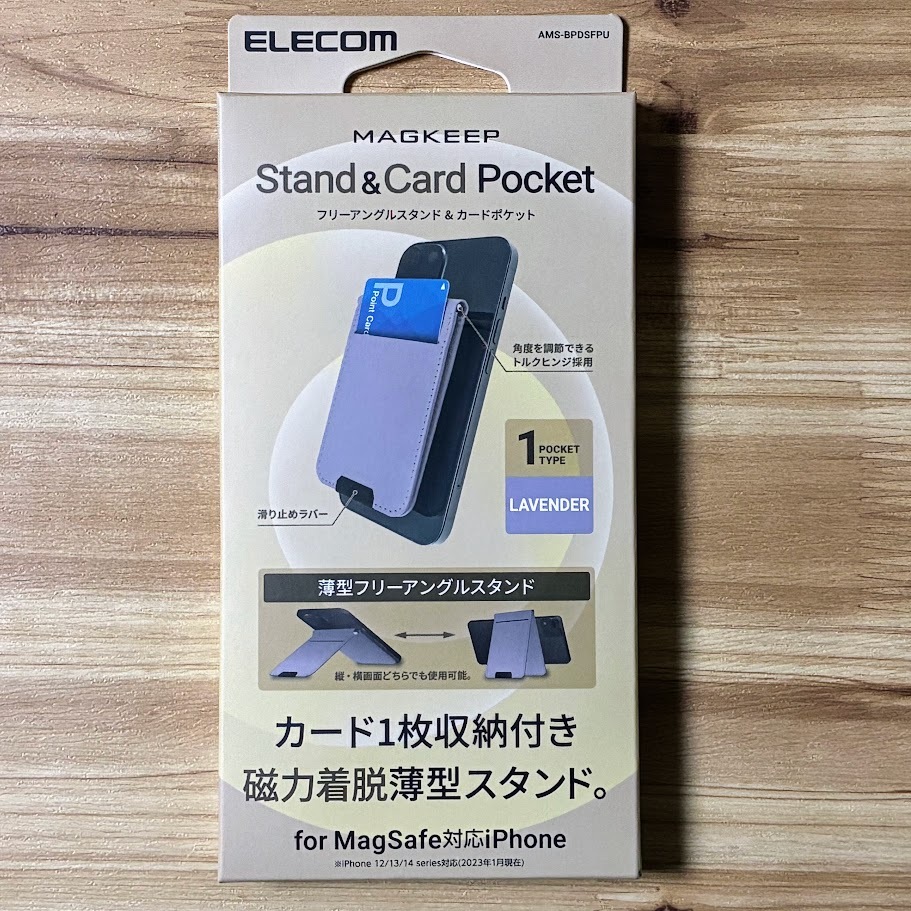 ELECOM
AMS-BPDSFPU
MAGKEEP
Stand & Card Pocket
フリーアングルスタンド & カードポケット
P
Point Card
角度を調節できる
トルクヒンジ採用
1 POCKET
TYPE
LAVENDER
滑り止めラバー
薄型フリーアングルスタンド
縦・横画面どちらでも使用可能。
カード1枚収納付き
磁力着脱薄型スタンド。
for MagSafe対応iPhone
※iPhone 12/13/14 series対応(2023年1月現在)